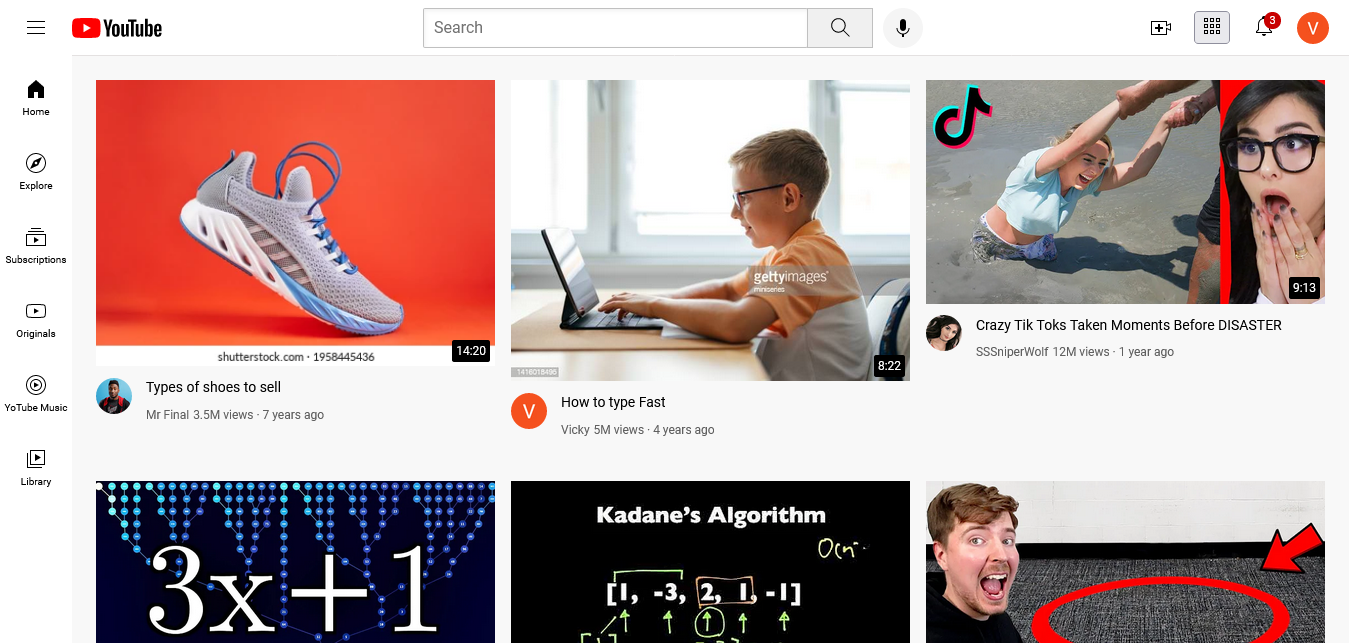 YouTube
Search
3
V
Home
Explore
Subscriptions
Originals
YoTube Music
Library
shutterstock.com · 1958445436
14:20
Types of shoes to sell
Mr Final 3.5M views · 7 years ago
gettyimages®
miniseries
1416018496
8:22
V
How to type Fast
Vicky 5M views · 4 years ago
9:13
Crazy Tik Toks Taken Moments Before DISASTER
SSSniperWolf 12M views · 1 year ago
3x+1
Kadane's Algorithm
[1, -3, 2, 1, -1]